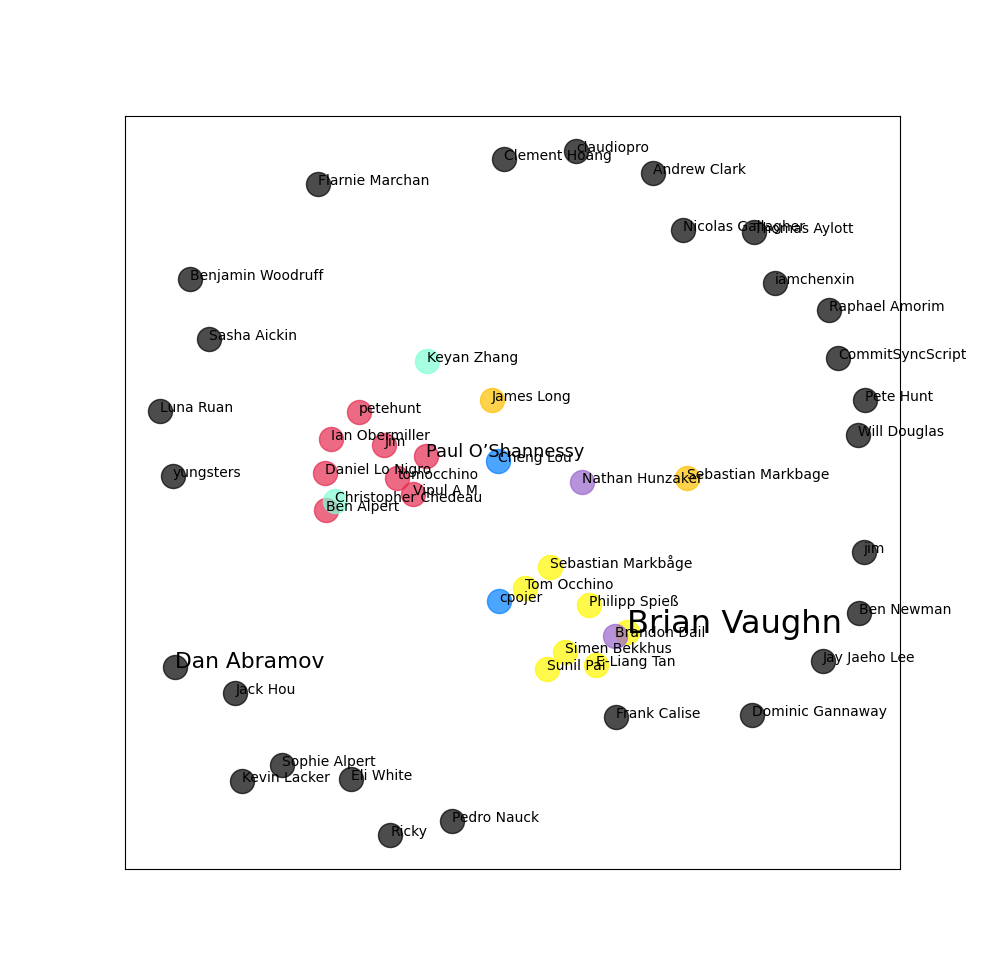 claudiopro
Clement Hoang
Andrew Clark
Flarnie Marchan
Nicolas Gallagher
Thomas Aylott
Benjamin Woodruff
iamchenxin
Raphael Amorim
Sasha Aickin
CommitSyncScript
Keyan Zhang
James Long
Pete Hunt
Luna Ruan
petehunt
Will Douglas
Ian Obermiller
Jim
Paul O’Shannessy
Cheng Lou
Daniel Lo Nigro
yungsters
tomocchino
Sebastian Markbage
Nathan Hunzaker
Vipul A M
Christopher Chedeau
Ben Alpert
jim
Sebastian Markbåge
Tom Occhino
cpojer
Philipp Spieß
Ben Newman
Brian Vaughn
Brandon Dail
Simen Bekkhus
Jay Jaeho Lee
Dan Abramov
E-Liang Tan
Sunil Pai
Jack Hou
Dominic Gannaway
Frank Calise
Sophie Alpert
Eli White
Kevin Lacker
Pedro Nauck
Ricky